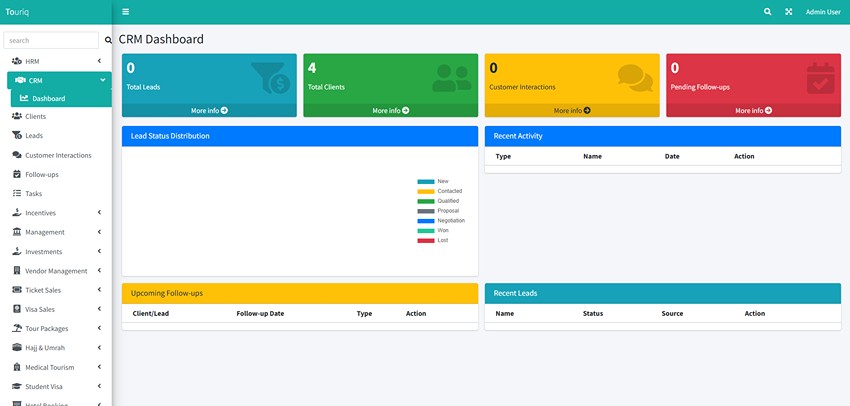 Touriq
Admin User
search
HRM
CRM
Dashboard
Clients
Leads
Customer Interactions
Follow-ups
Tasks
Incentives
Management
Investments
Vendor Management
Ticket Sales
Visa Sales
Tour Packages
Hajj & Umrah
Medical Tourism
Student Visa
Hotel Booking
CRM Dashboard
0
Total Leads
More info
4
Total Clients
More info
0
Customer Interactions
More info
0
Pending Follow-ups
More info
Lead Status Distribution
New
Contacted
Qualified
Proposal
Negotiation
Won
Lost
Recent Activity
Type Name Date Action
Upcoming Follow-ups
Client/Lead Follow-up Date Type Action
Recent Leads
Name Status Source Action